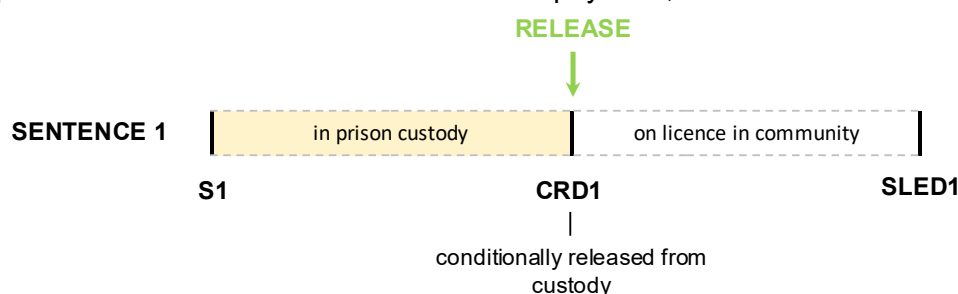 RELEASE
SENTENCE 1
in prison custody
on licence in community
S1
CRD1
SLED1
conditionally released from
custody